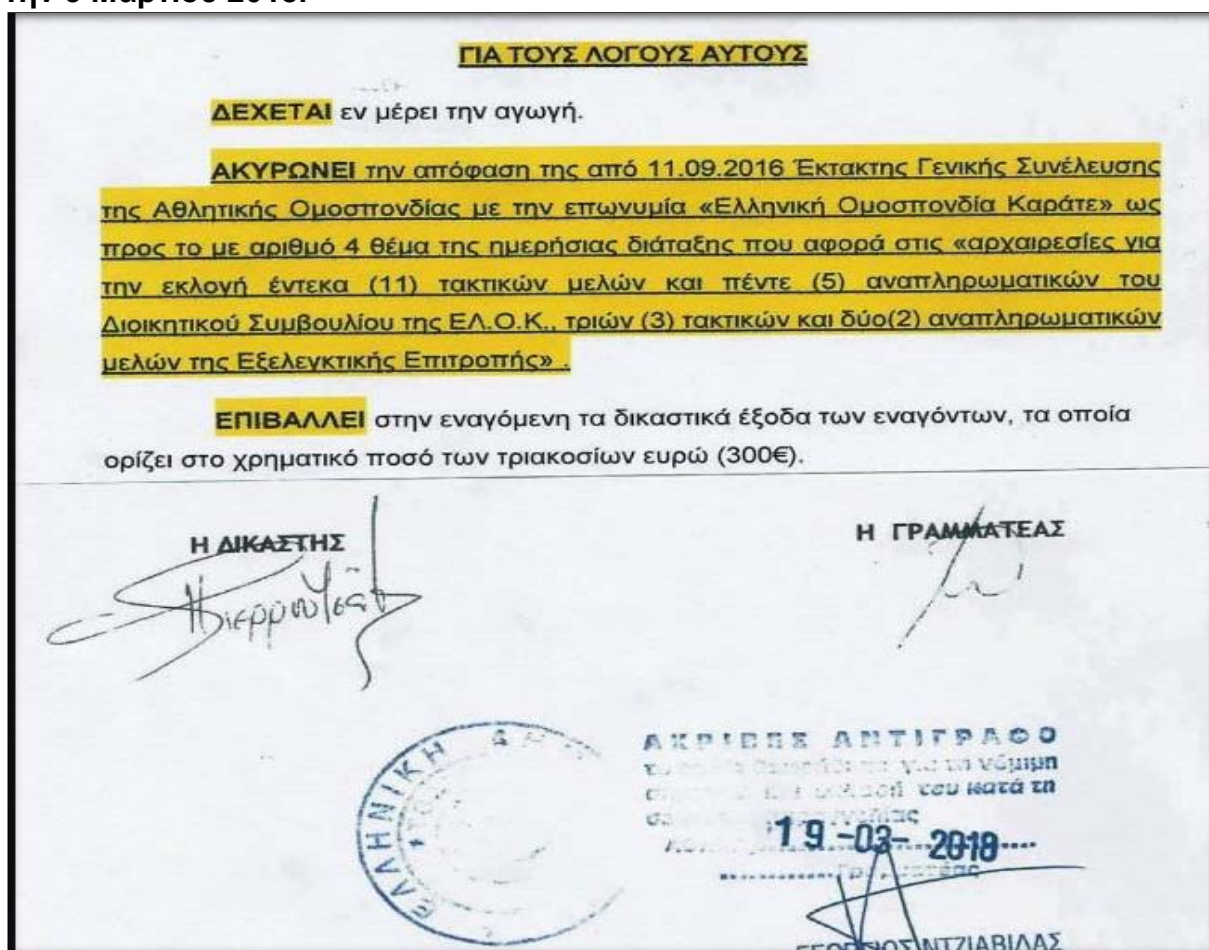 ΓΙΑ ΤΟΥΣ ΛΟΓΟΥΣ ΑΥΤΟΥΣ
ΔΕΧΕΤΑΙ εν μέρει την αγωγή.
ΑΚΥΡΩΝΕΙ την απόφαση της από 11.09.2016 Έκτακτης Γενικής Συνέλευσης
της Αθλητικής Ομοσπονδίας με την επωνυμία «Ελληνική Ομοσπονδία Καράτε» ως
προς το με αριθμό 4 θέμα της ημερήσιας διάταξης που αφορά στις «αρχαιρεσίες για
την εκλογή έντεκα (11) τακτικών μελών και πέντε (5) αναπληρωματικών του
Διοικητικού Συμβουλίου της ΕΛ.Ο.Κ., τριών (3) τακτικών και δύο(2) αναπληρωματικών
μελών της Εξελεγκτικής Επιτροπής» .
ΕΠΙΒΑΛΛΕΙ στην εναγόμενη τα δικαστικά έξοδα των εναγόντων, τα οποία
ορίζει στο χρηματικό ποσό των τριακοσίων ευρώ (300€).
Η ΔΙΚΑΣΤΗΣ
Η ΓΡΑΜΜΑΤΕΑΣ
ΕΛΛΗΝΙΚΗ
ΑΚΡΙΒΕΣ ΑΝΤΙΓΡΑΦΟ
για τη νόμιμη
του κατά τη
19 -03- 2018
Γραμματέας
ΝΤΖΙΑΒΙΛΑΣ